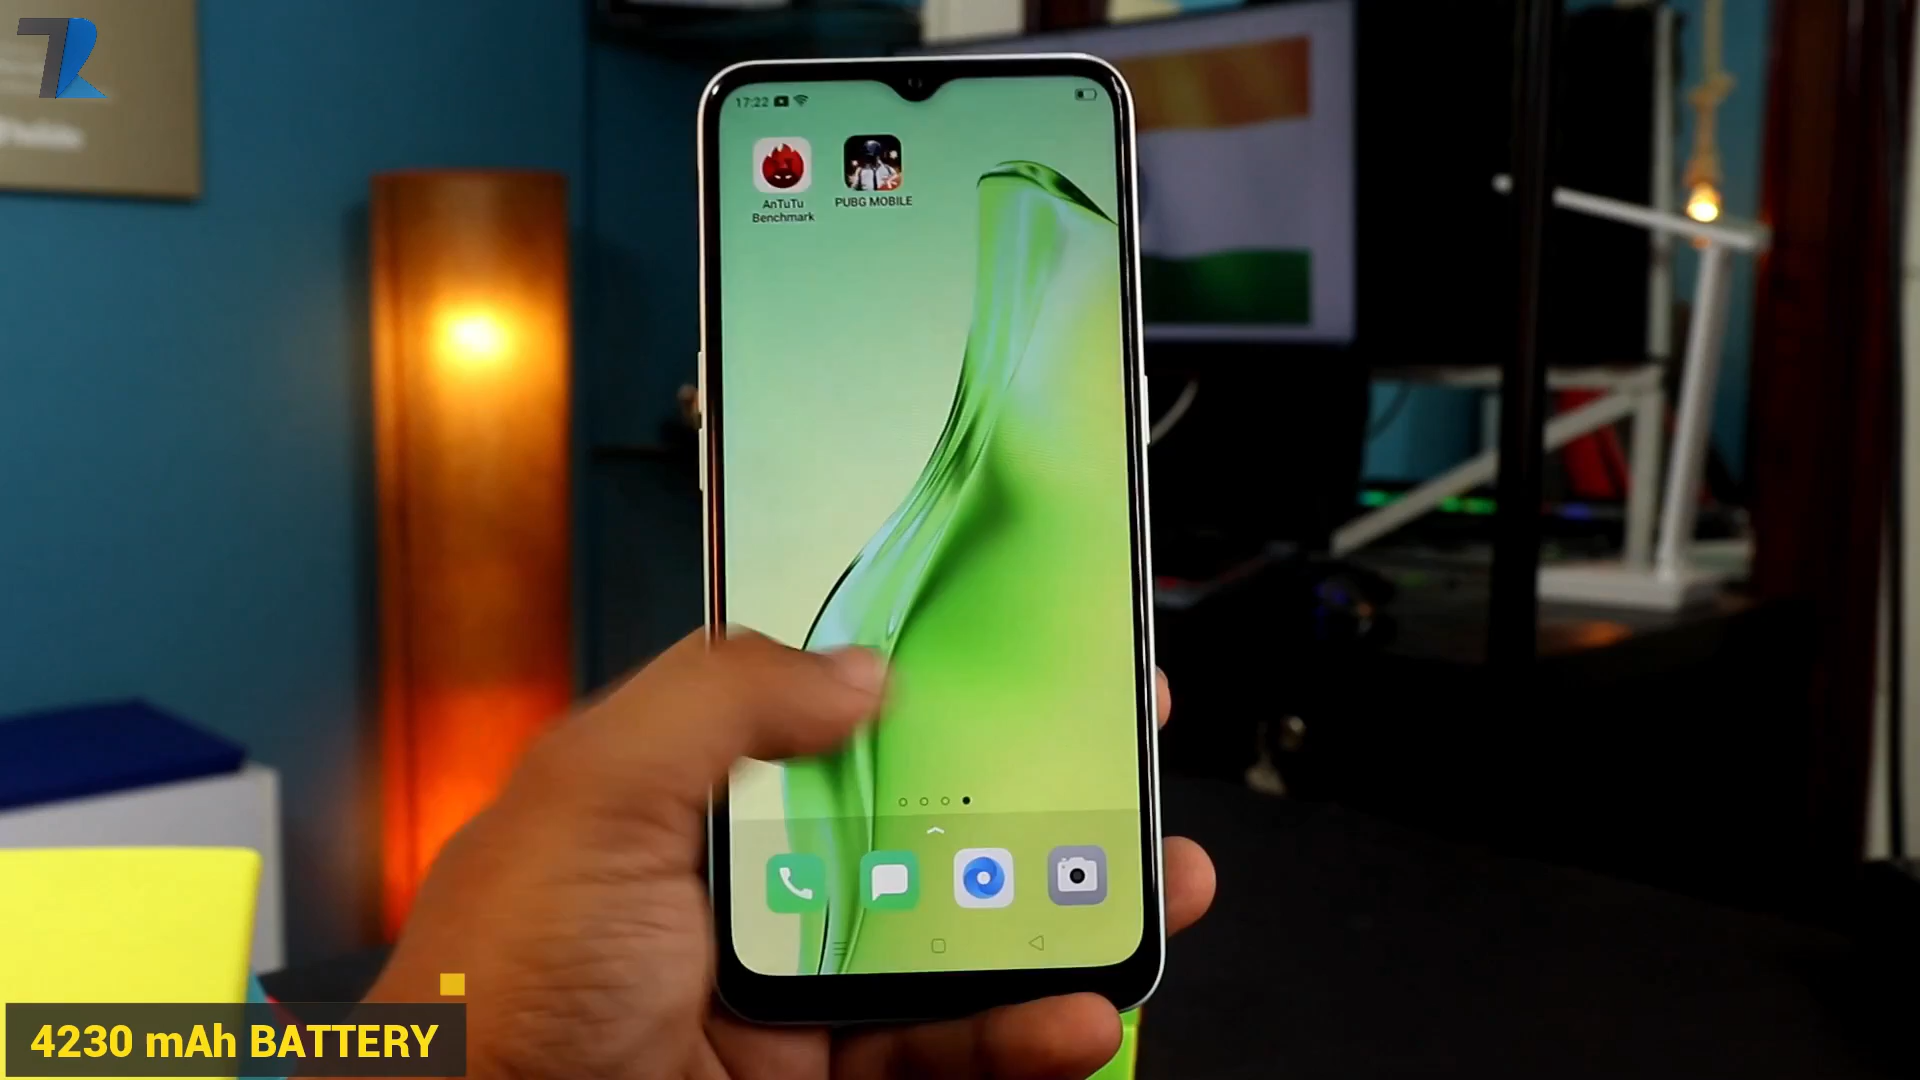 17:22
AnTuTu
Benchmark
PUBG MOBILE
4230 mAh BATTERY